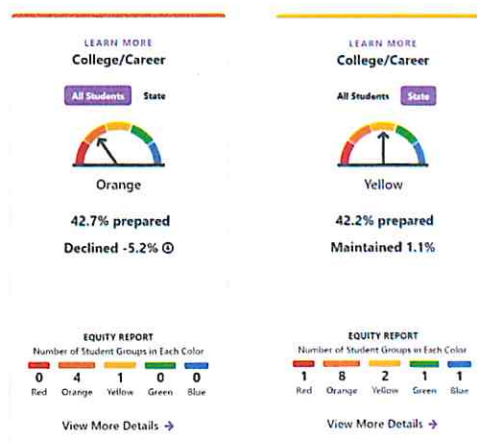 LEARN MORE
College/Career
All Students State
Orange
42.7% prepared
Declined -5.2%
EQUITY REPORT
Number of Student Groups in Each Color
0 4 1 0 0
Red Orange Yellow Green Blue
View More Details →
LEARN MORE
College/Career
All Students State
Yellow
42.2% prepared
Maintained 1.1%
EQUITY REPORT
Number of Student Groups in Each Color
1 8 2 1 1
Red Orange Yellow Green Blue
View More Details →